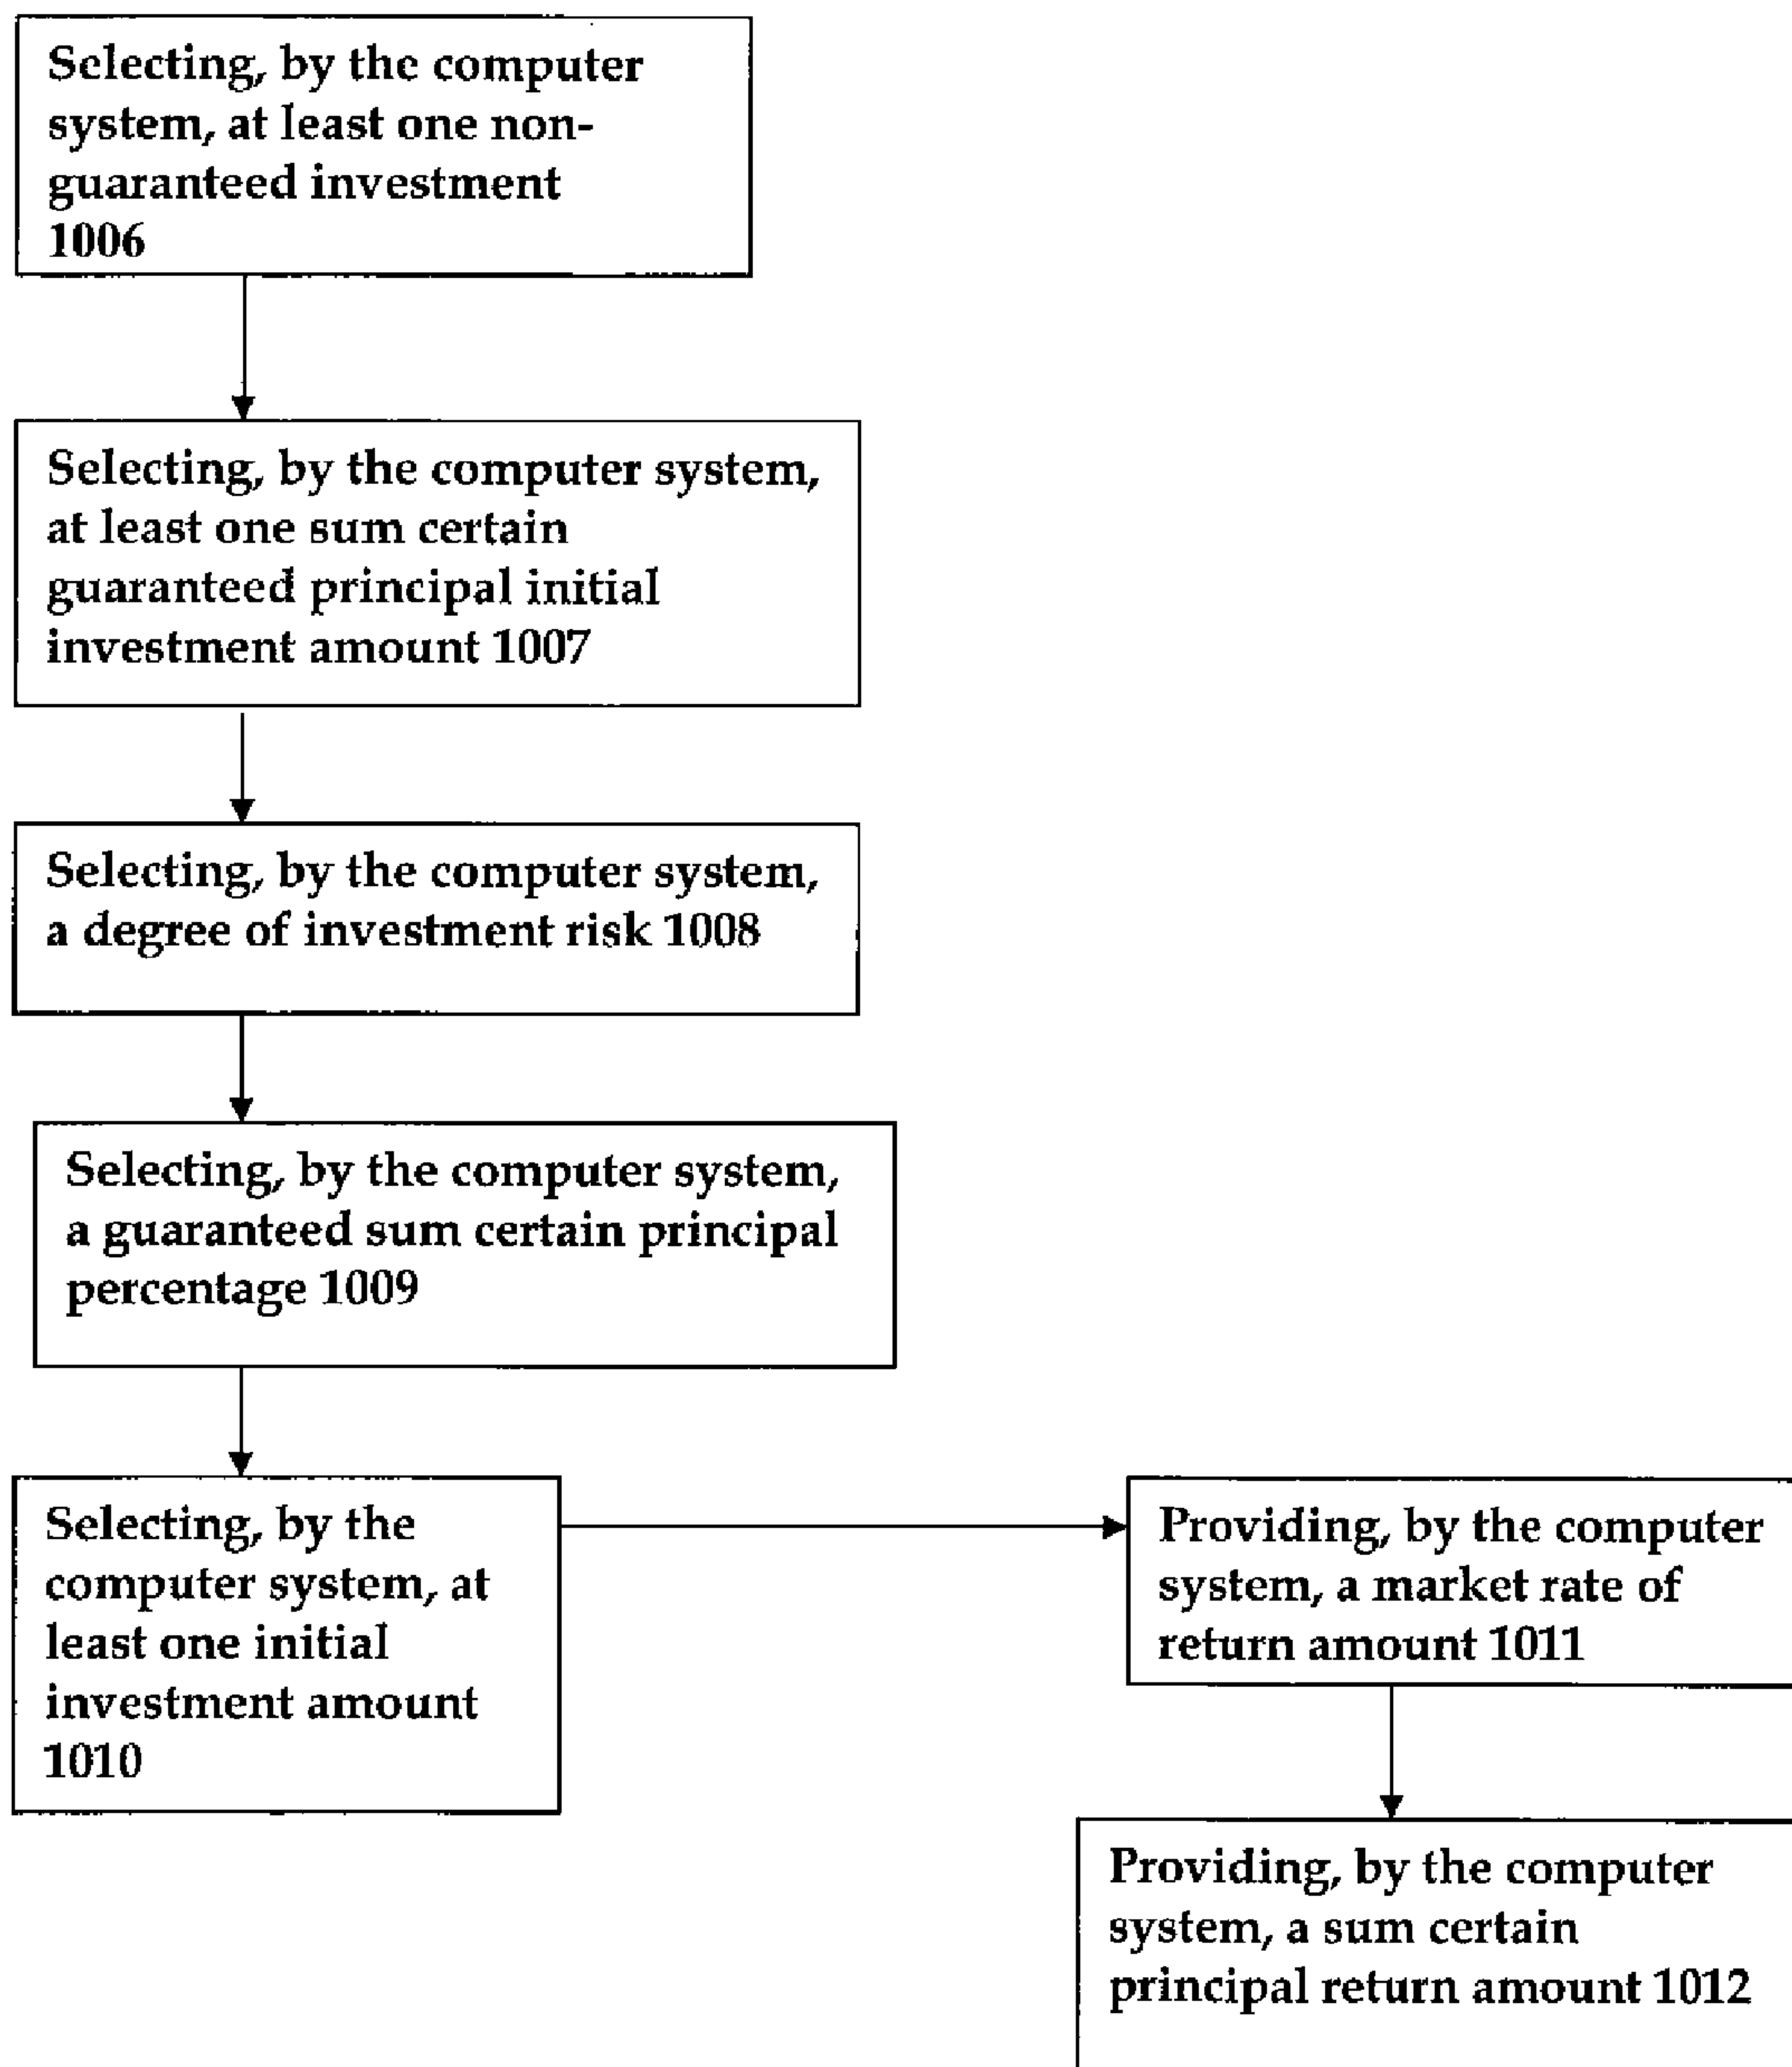 Selecting, by the computer
system, at least one non-
guaranteed investment
1006
Selecting, by the computer system,
at least one sum certain
guaranteed principal initial
investment amount 1007
Selecting, by the computer system,
a degree of investment risk 1008
Selecting, by the computer system,
a guaranteed sum certain principal
percentage 1009
Selecting, by the
computer system, at
least one initial
investment amount
1010
Providing, by the computer
system, a market rate of
return amount 1011
Providing, by the computer
system, a sum certain
principal return amount 1012